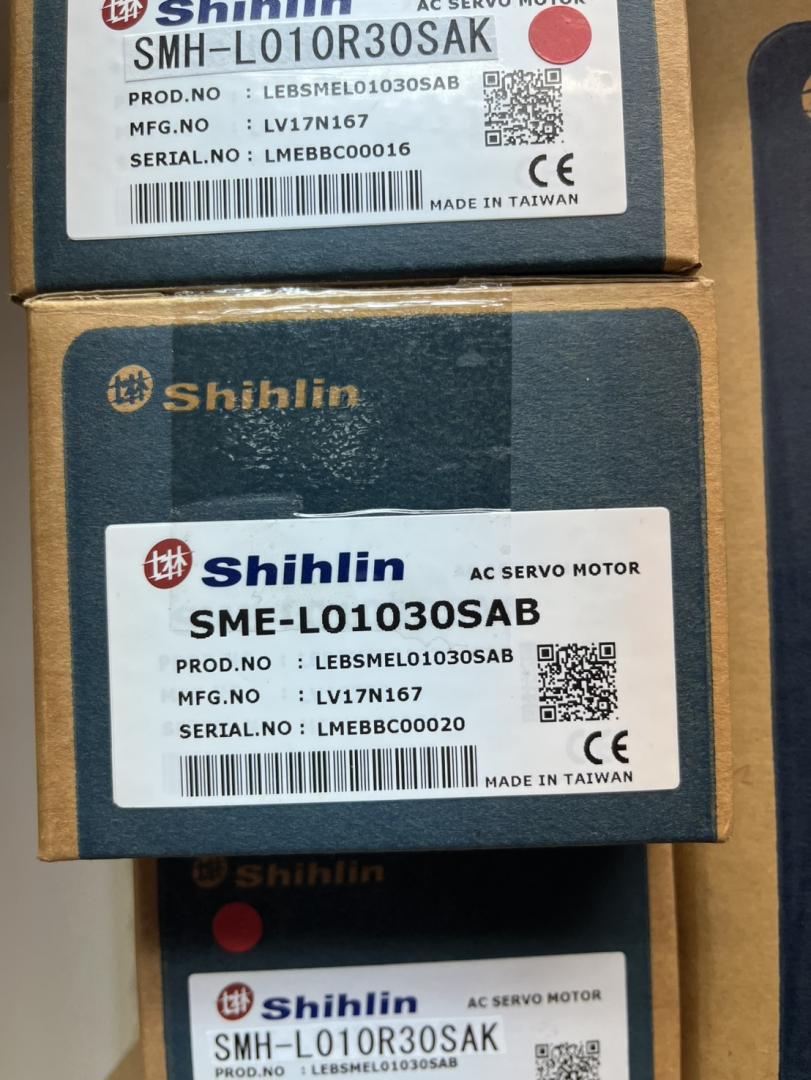 Shihlin
AC SERVO MOTOR
SMH-L010R30SAK
PROD.NO : LEBSMEL01030SAB
MFG.NO : LV17N167
SERIAL.NO : LMEBBC00016
CE
MADE IN TAIWAN
Shihlin
Shihlin
AC SERVO MOTOR
SME-L01030SAB
PROD.NO : LEBSMEL01030SAB
MFG.NO : LV17N167
SERIAL.NO : LMEBBC00020
CE
MADE IN TAIWAN
Shihlin
Shihlin
AC SERVO MOTOR
SMH-L010R30SAK
PROD.NO : LEBSMEL01030SAB